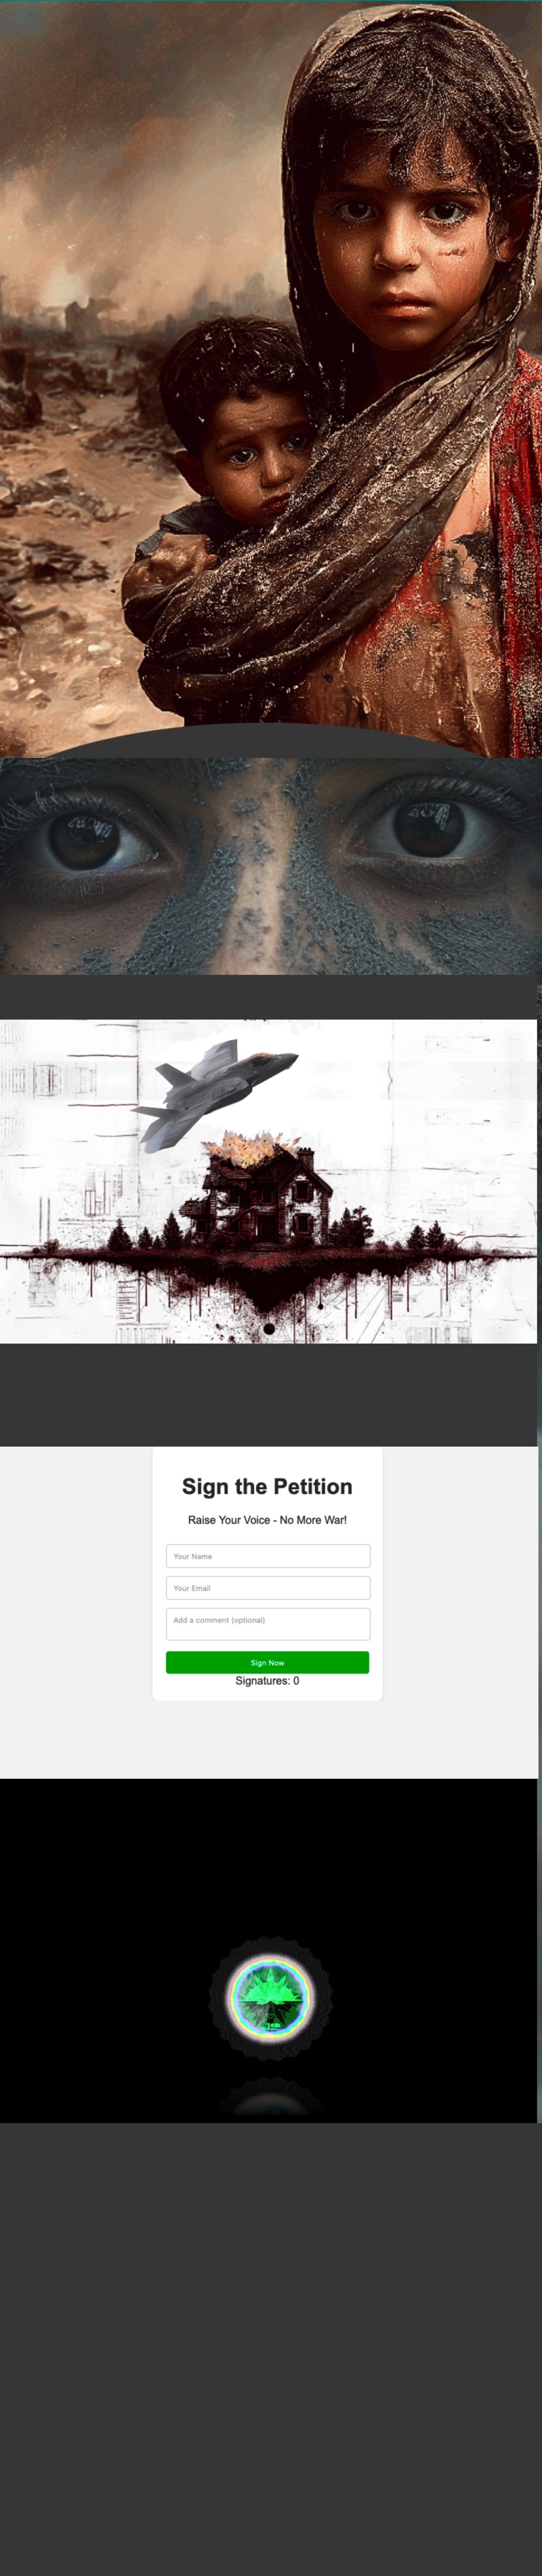 Sign the Petition
Raise Your Voice - No More War!
Your Name
Your Email
Add a comment (optional)
Sign Now
Signatures: 0